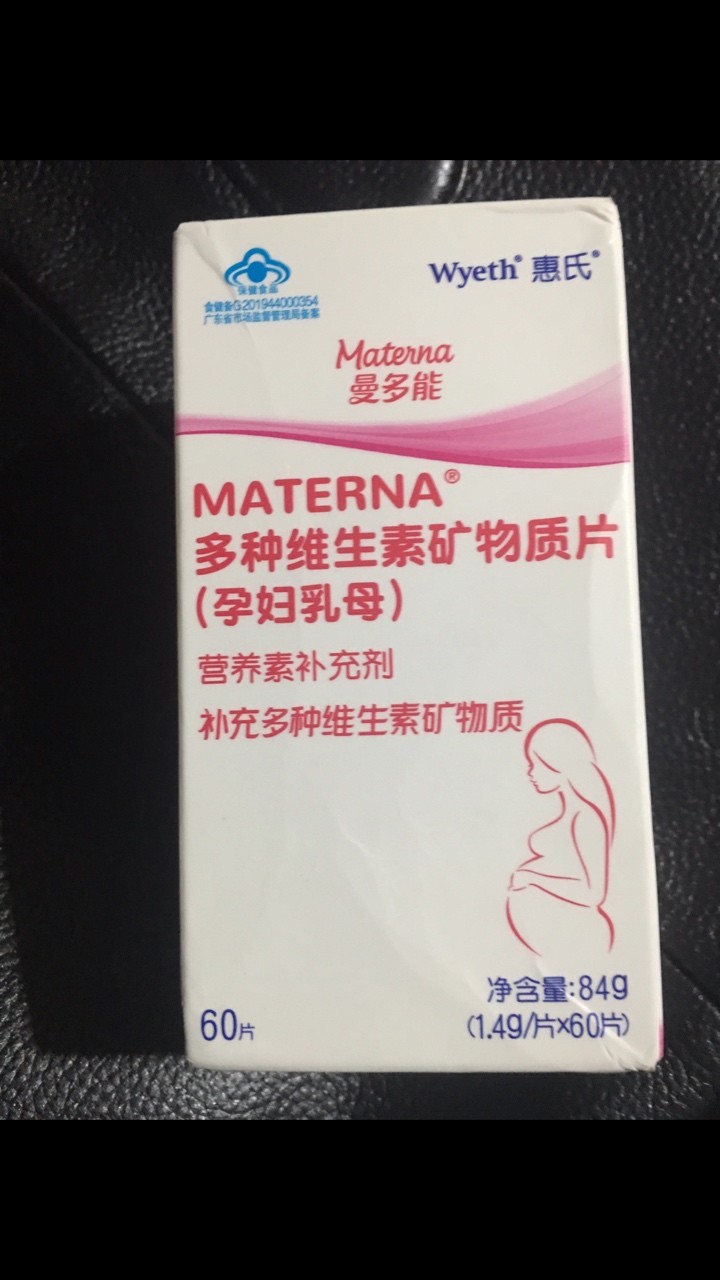 Wyeth® 惠氏®
保健食品
食健备G201944000354
广东省市场监督管理局备案
Materna
曼多能
MATERNA®
多种维生素矿物质片
(孕妇乳母)
营养素补充剂
补充多种维生素矿物质
净含量:84g
60片
(1.4g/片×60片)